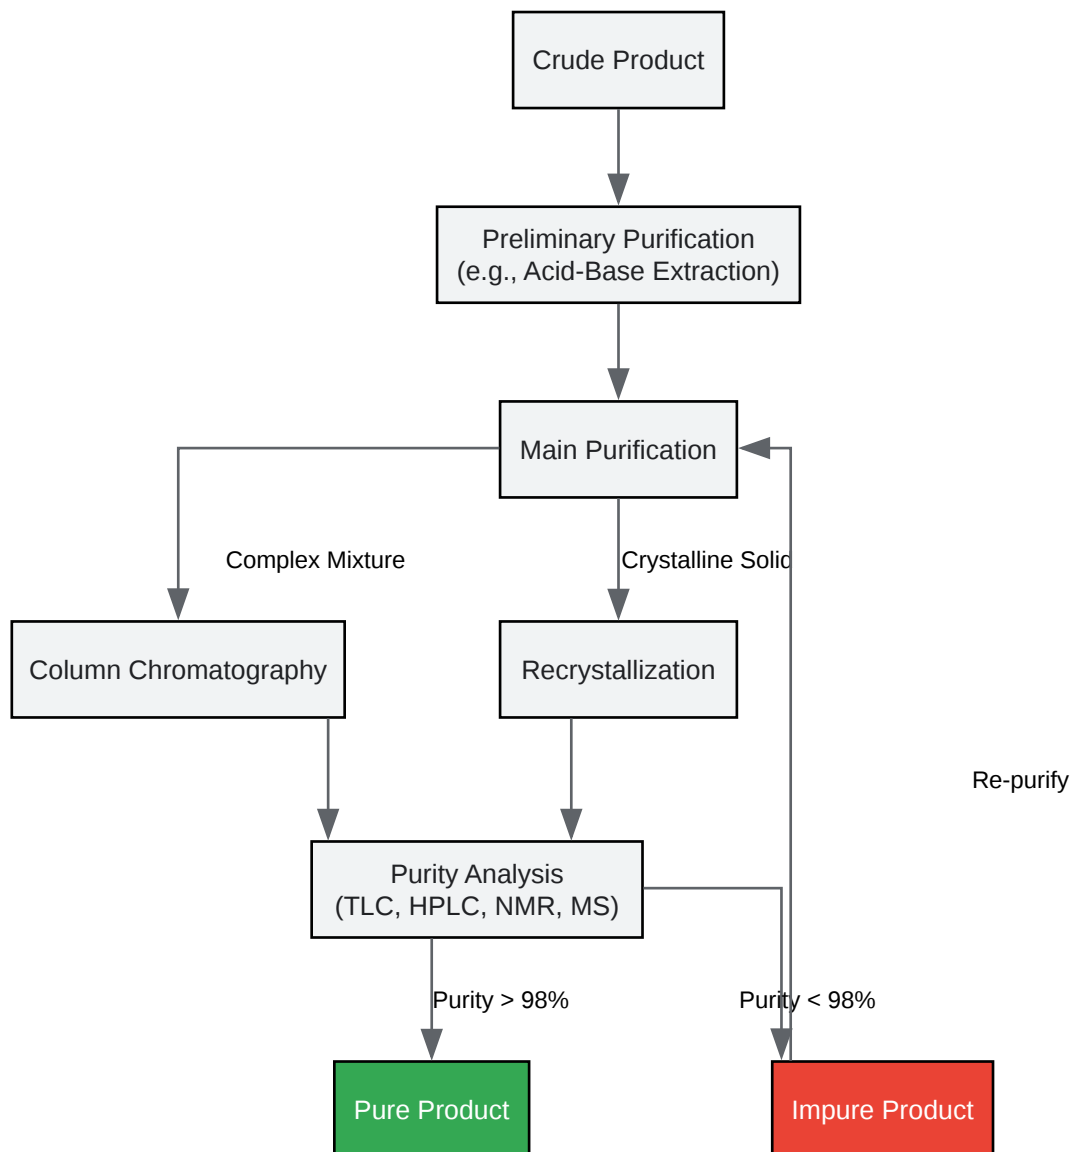 Crude Product
Preliminary Purification
(e.g., Acid-Base Extraction)
Main Purification
Complex Mixture
Crystalline Solid
Column Chromatography
Recrystallization
Re-purify
Purity Analysis
(TLC, HPLC, NMR, MS)
Purity > 98%
Purity < 98%
Pure Product
Impure Product